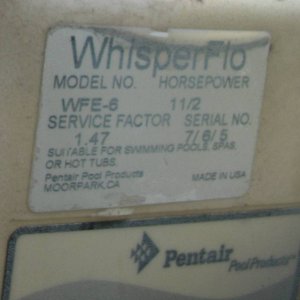 WhisperFlo
MODEL NO. HORSEPOWER
WFE-6 11/2
SERVICE FACTOR SERIAL NO.
1.47 7/6/5
SUITABLE FOR SWIMMING POOLS, SPAS,
OR HOT TUBS.
Pentair Pool Products
MOORPARK, CA MADE IN USA
Pentair
Pool Products